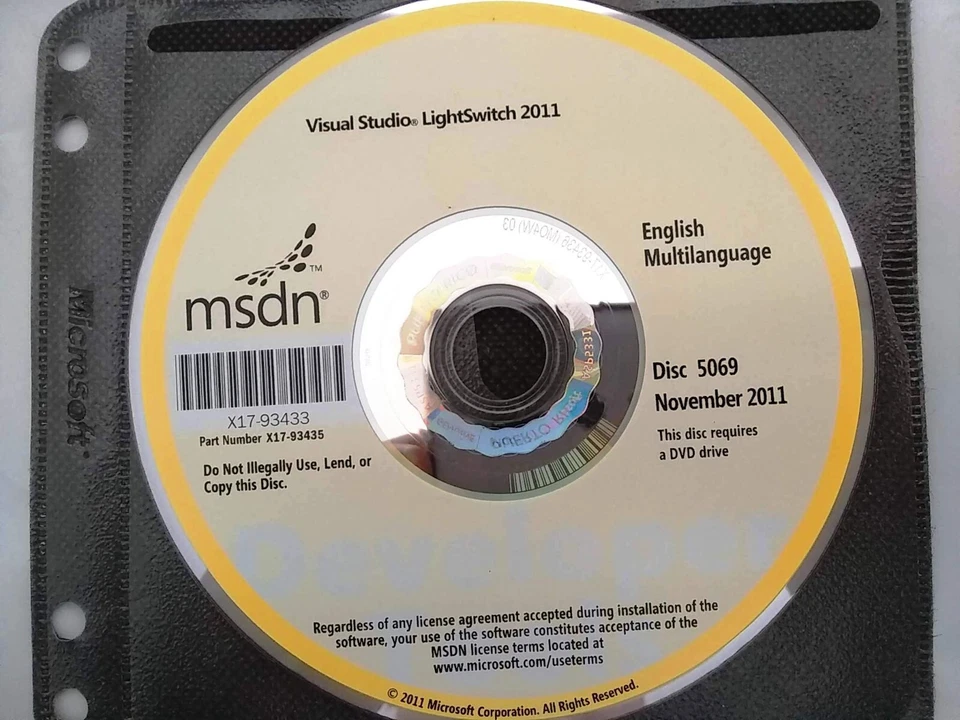 Visual Studio® LightSwitch 2011
English
Multilanguage
msdn®
TM
X17-93433
Part Number X17-93435
Do Not Illegally Use, Lend, or
Copy this Disc.
Disc 5069
November 2011
This disc requires
a DVD drive
Microsoft
Developer
PUERTO RICO
Regardless of any license agreement accepted during installation of the
software, your use of the software constitutes acceptance of the
MSDN license terms located at
www.microsoft.com/useterms
© 2011 Microsoft Corporation. All Rights Reserved.